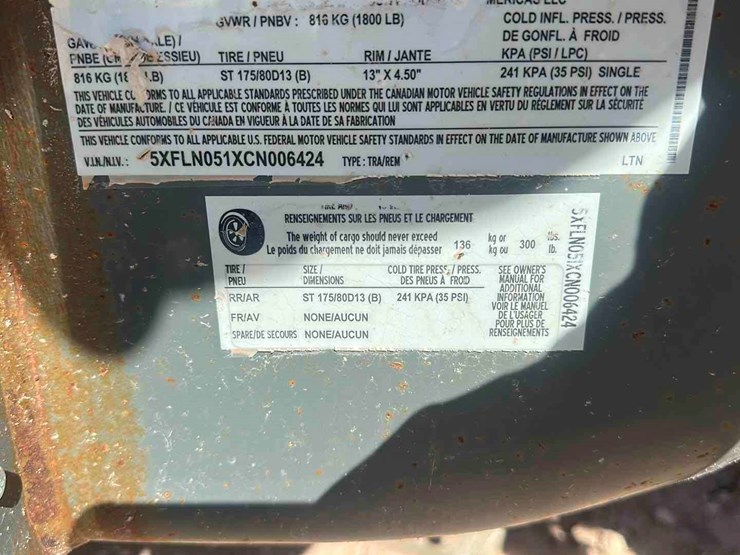 MERICAS LLC
GVWR / PNBV : 816 KG (1800 LB)
COLD INFL. PRESS. / PRESS.
DE GONFL. À FROID
PNBE ESSIEU) TIRE / PNEU RIM / JANTE KPA (PSI / LPC)
816 KG LB) ST 175/80D13 (B) 13" X 4.50" 241 KPA (35 PSI) SINGLE
THIS VEHICLE TO ALL APPLICABLE STANDARDS PRESCRIBED UNDER THE CANADIAN MOTOR VEHICLE SAFETY REGULATIONS IN EFFECT ON THE
DATE OF MANUFACTURE. / CE VÉHICULE EST CONFORME À TOUTES LES NORMES QUI LUI SONT APPLICABLES EN VERTU DU RÈGLEMENT SUR LA SÉCURITÉ
DES VÉHICULES AUTOMOBILES DU CANADA EN VIGUEUR À LA DATE DE SA FABRICATION
THIS VEHICLE CONFORMS TO ALL APPLICABLE U.S. FEDERAL MOTOR VEHICLE SAFETY STANDARDS IN EFFECT ON THE DATE OF MANUFACTURE SHOWN ABOVE
V.I.N./N.I.V. : 5XFLN051XCN006424 TYPE : TRA/REM LTN
RENSEIGNEMENTS SUR LES PNEUS ET LE CHARGEMENT
The weight of cargo should never exceed 136 kg or 300 lbs.
Le poids du chargement ne doit jamais dépasser kg ou lb.
TIRE / SIZE / COLD TIRE PRESS. / PRESS.
PNEU DIMENSIONS DES PNEUS À FROID
RR/AR ST 175/80D13 (B) 241 KPA (35 PSI)
FR/AV NONE/AUCUN
SPARE/DE SECOURS NONE/AUCUN
SEE OWNER'S
MANUAL FOR
ADDITIONAL
INFORMATION
VOIR LE MANUEL
DE L'USAGER
POUR PLUS DE
RENSEIGNEMENTS
5XFLN051XCN006424